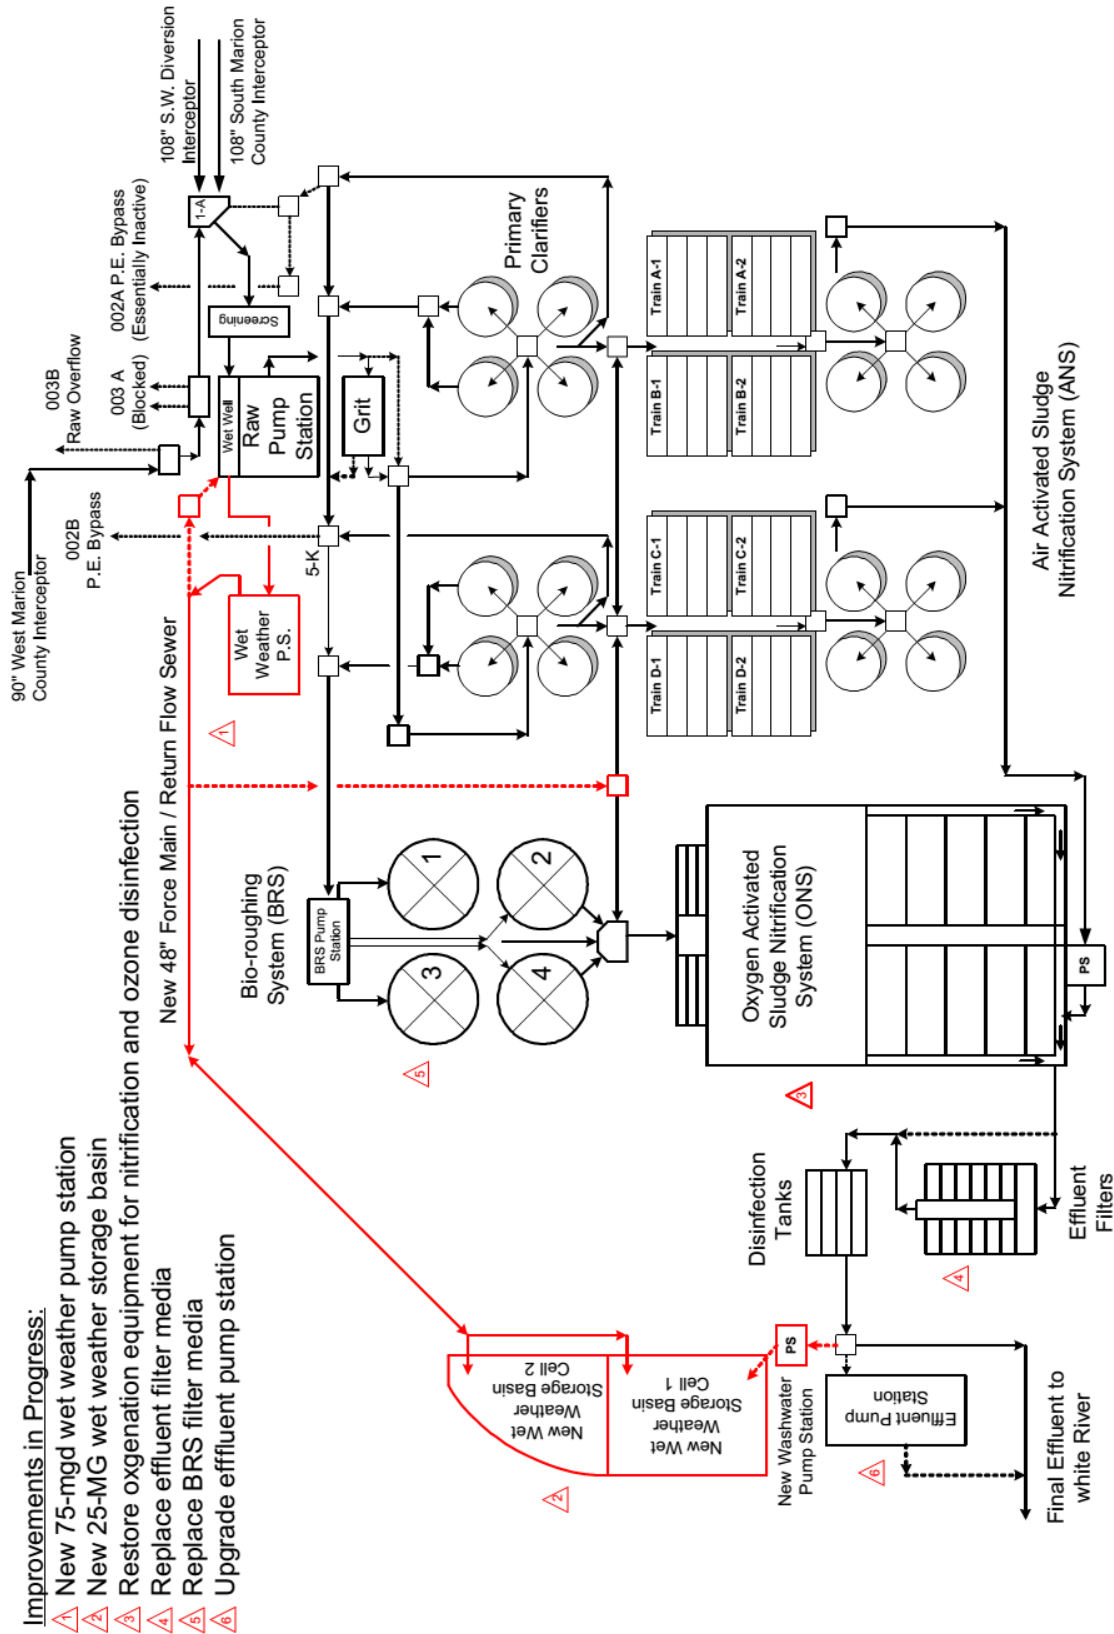 Improvements in Progress:
1 New 75-mgd wet weather pump station
2 New 25-MG wet weather storage basin
3 Restore oxgenation equipment for nitrification and ozone disinfection
4 Replace effluent filter media
5 Replace BRS filter media
6 Upgrade effluent pump station
90" West Marion
County Interceptor
003B
Raw Overflow
003 A
(Blocked)
002A P.E. Bypass
(Essentially Inactive)
108" S.W. Diversion
Interceptor
108" South Marion
County Interceptor
1-A
Screening
Wet Well
Raw
Pump
Station
Grit
002B
P.E. Bypass
5-K
Wet
Weather
P.S.
1
New 48" Force Main / Return Flow Sewer
Primary
Clarifiers
Bio-roughing
System (BRS)
BRS Pump
Station
1
2
3
4
5
Train A-1
Train A-2
Train B-1
Train B-2
Train C-1
Train C-2
Train D-1
Train D-2
Air Activated Sludge
Nitrification System (ANS)
Oxygen Activated
Sludge Nitrification
System (ONS)
PS
3
Disinfection
Tanks
Effluent
Filters
4
New Wet
Weather
Storage Basin
Cell 2
New Wet
Weather
Storage Basin
Cell 1
2
PS
New Washwater
Pump Station
Effluent Pump
Station
6
Final Effluent to
white River